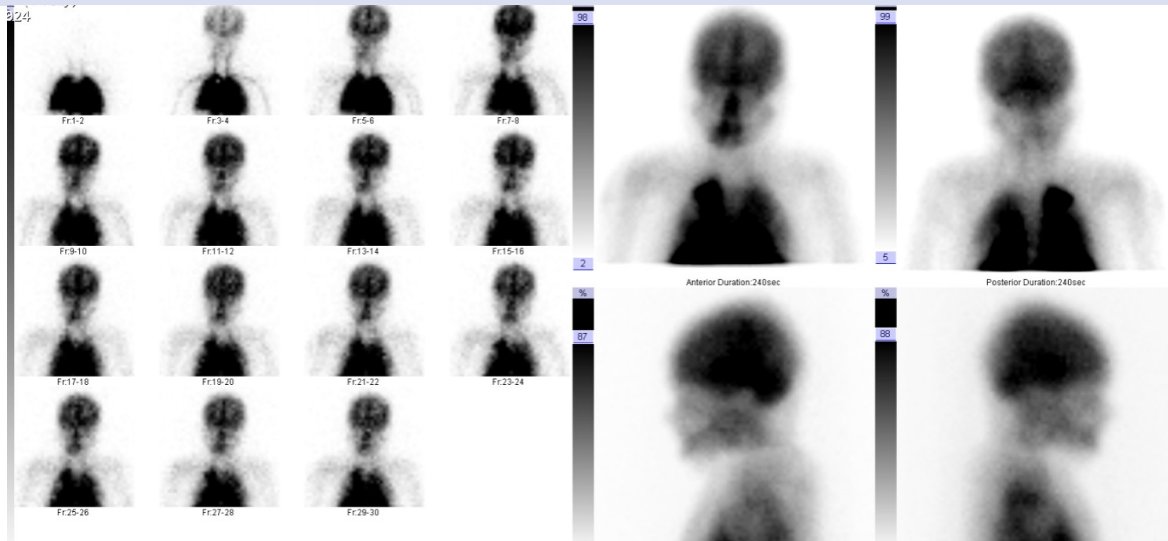 924
Fr:1-2
Fr:3-4
Fr:5-6
Fr:7-8
Fr:9-10
Fr:11-12
Fr:13-14
Fr:15-16
Fr:17-18
Fr:19-20
Fr:21-22
Fr:23-24
Fr:25-26
Fr:27-28
Fr:29-30
98
2
99
5
Anterior Duration:240sec
Posterior Duration:240sec
%
87
%
88